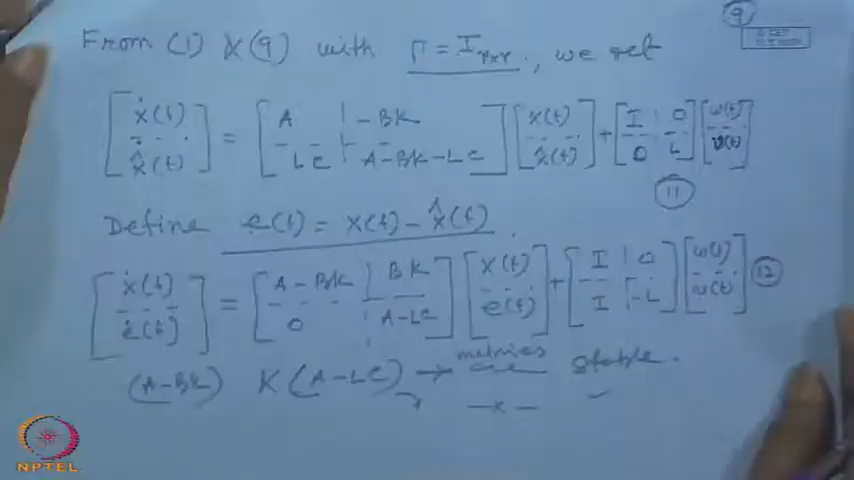 9
From (1) & (9) with Γ = I_{r×r}, we get
[ẋ(t) ; x̂̇(t)] = [A | -BK ; LC | A-BK-LC] [x(t) ; x̂(t)] + [I | 0 ; 0 | L] [w(t) ; v(t)]
11
Define e(t) = x(t) - x̂(t).
[ẋ(t) ; ė(t)] = [A-BK | BK ; 0 | A-LC] [x(t) ; e(t)] + [I | 0 ; I | -L] [w(t) ; v(t)] 12
(A-BK) & (A-LC) → matrices are stable.
—x—
NPTEL